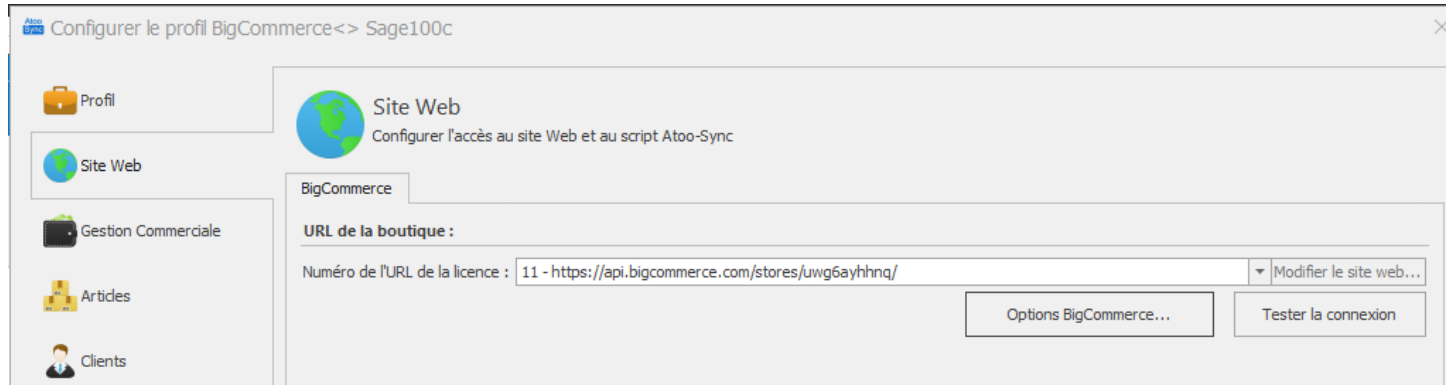 Atoo Sync
Configurer le profil BigCommerce<> Sage100c
Profil
Site Web
Gestion Commerciale
Articles
Clients
Site Web
Configurer l'accès au site Web et au script Atoo-Sync
BigCommerce
URL de la boutique :
Numéro de l'URL de la licence : 11 - https://api.bigcommerce.com/stores/uwg6ayhhnq/ Modifier le site web...
Options BigCommerce... Tester la connexion